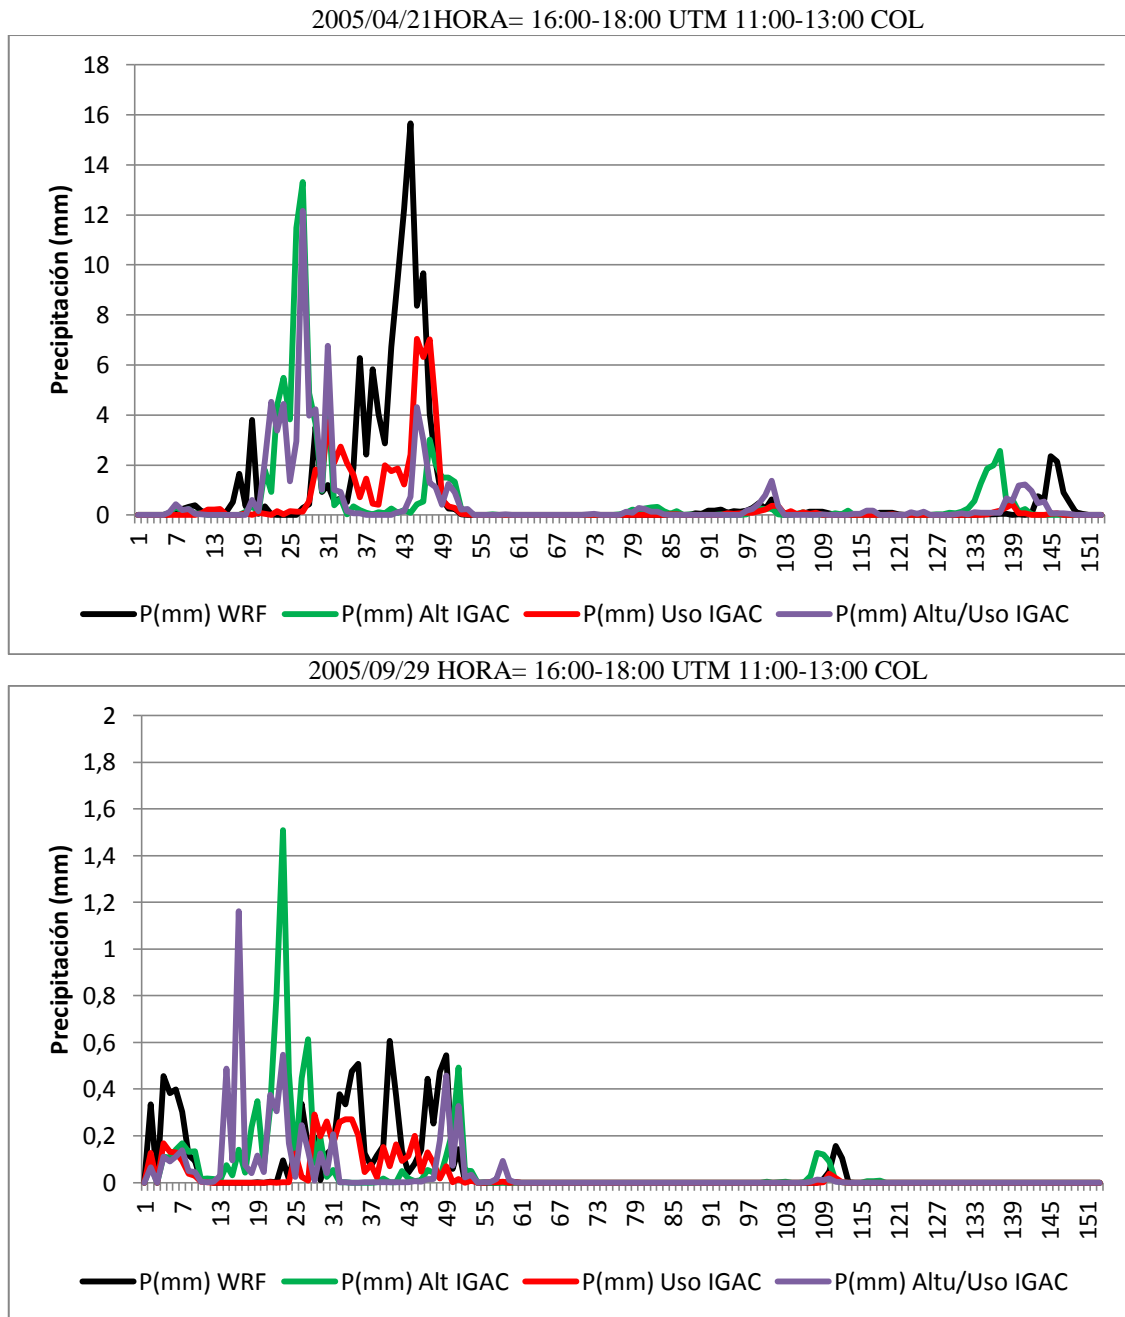 2005/04/21HORA= 16:00-18:00 UTM 11:00-13:00 COL
18
16
14
12
10
8
6
4
2
0
Precipitación (mm)
1 7 13 19 25 31 37 43 49 55 61 67 73 79 85 91 97 103 109 115 121 127 133 139 145 151
P(mm) WRF P(mm) Alt IGAC P(mm) Uso IGAC P(mm) Altu/Uso IGAC
2005/09/29 HORA= 16:00-18:00 UTM 11:00-13:00 COL
2
1,8
1,6
1,4
1,2
1
0,8
0,6
0,4
0,2
0
Precipitación (mm)
1 7 13 19 25 31 37 43 49 55 61 67 73 79 85 91 97 103 109 115 121 127 133 139 145 151
P(mm) WRF P(mm) Alt IGAC P(mm) Uso IGAC P(mm) Altu/Uso IGAC